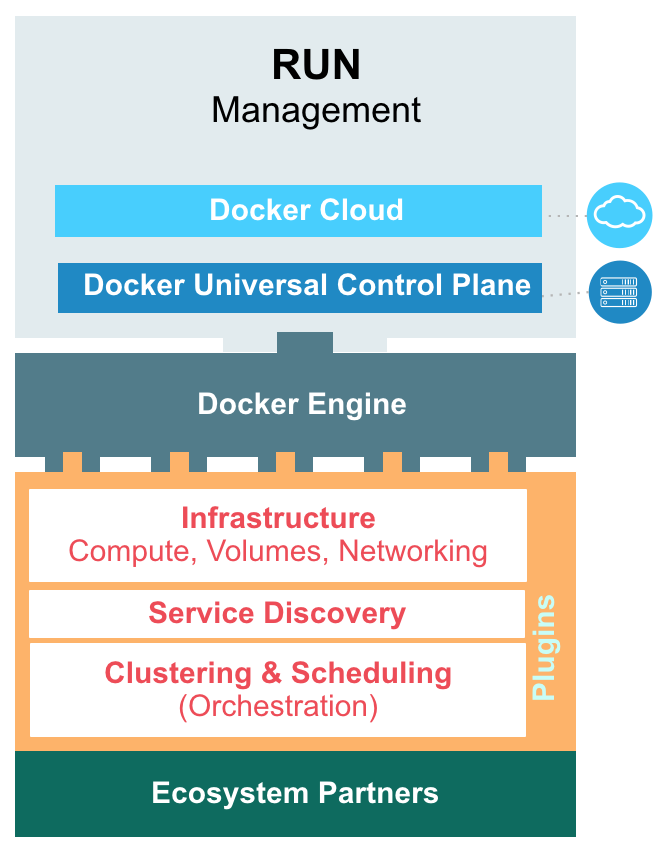 RUN
Management
Docker Cloud
Docker Universal Control Plane
Docker Engine
Infrastructure
Compute, Volumes, Networking
Service Discovery
Clustering & Scheduling
(Orchestration)
Plugins
Ecosystem Partners